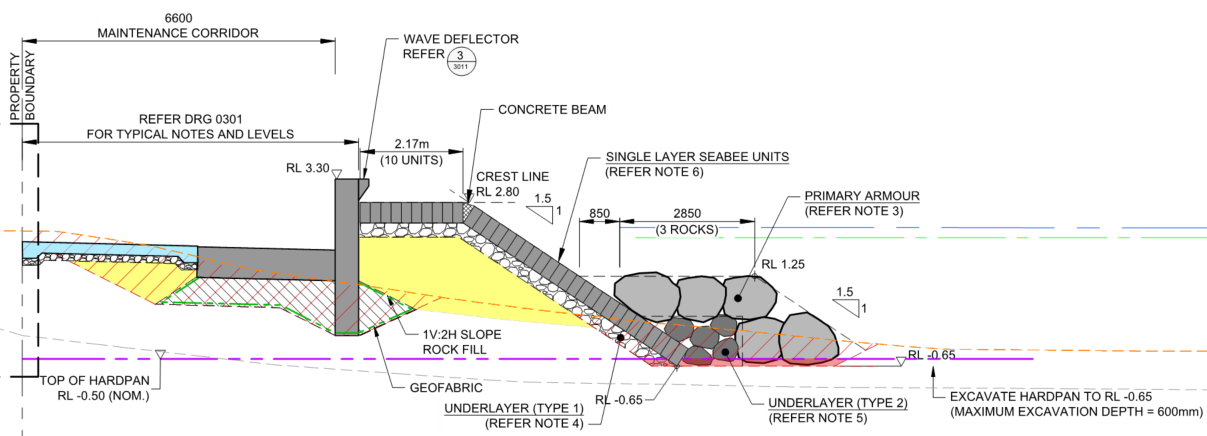 6600
MAINTENANCE CORRIDOR
WAVE DEFLECTOR
REFER
3
3011
PROPERTY
BOUNDARY
CONCRETE BEAM
REFER DRG 0301
FOR TYPICAL NOTES AND LEVELS
2.17m
(10 UNITS)
RL 3.30
CREST LINE
RL 2.80
1.5
1
SINGLE LAYER SEABEE UNITS
(REFER NOTE 6)
850
2850
(3 ROCKS)
PRIMARY ARMOUR
(REFER NOTE 3)
RL 1.25
1.5
1
1V:2H SLOPE
ROCK FILL
GEOFABRIC
TOP OF HARDPAN
RL -0.50 (NOM.)
UNDERLAYER (TYPE 1)
(REFER NOTE 4)
RL -0.65
UNDERLAYER (TYPE 2)
(REFER NOTE 5)
RL -0.65
EXCAVATE HARDPAN TO RL -0.65
(MAXIMUM EXCAVATION DEPTH = 600mm)